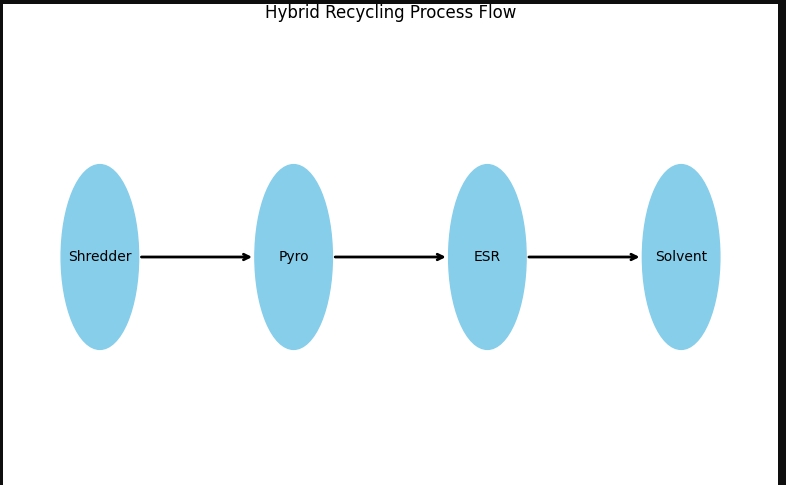 Hybrid Recycling Process Flow
Shredder
Pyro
ESR
Solvent